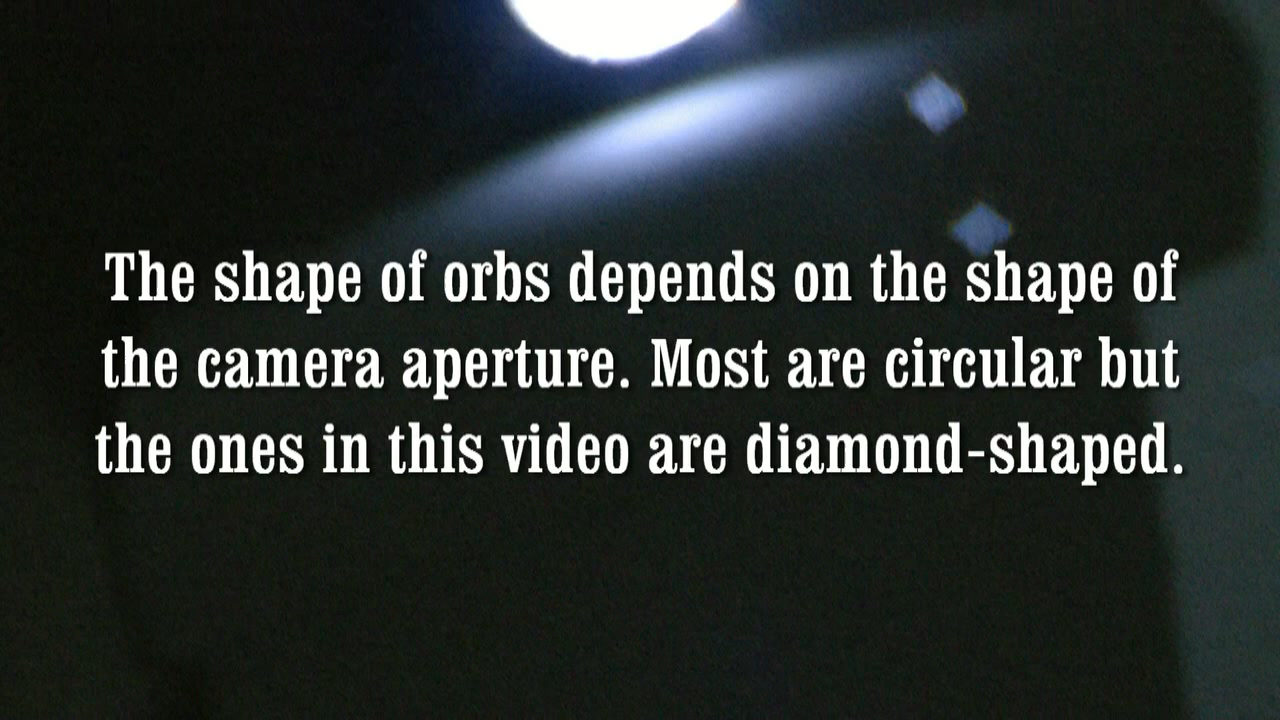 The shape of orbs depends on the shape of
the camera aperture. Most are circular but
the ones in this video are diamond-shaped.